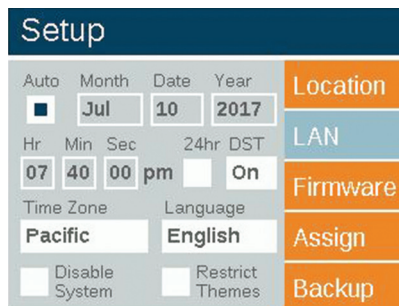 Setup
Auto Month Date Year
Jul 10 2017
Hr Min Sec 24hr DST
07 40 00 pm On
Time Zone Language
Pacific English
Disable System Restrict Themes
Location
LAN
Firmware
Assign
Backup